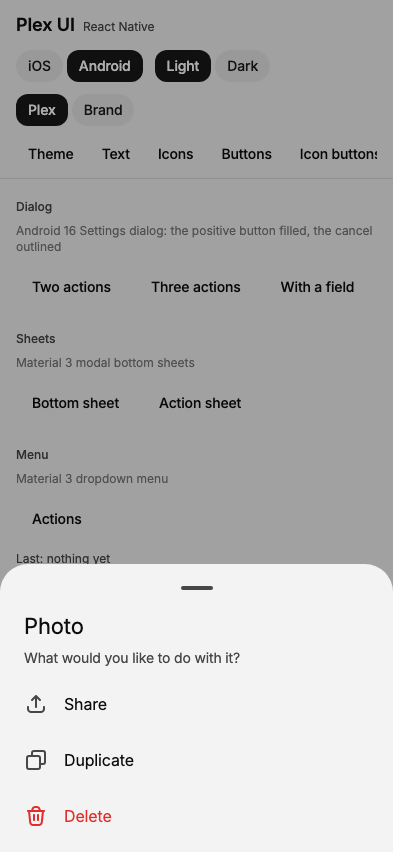 Plex UI React Native
iOS Android Light Dark
Plex Brand
Theme Text Icons Buttons Icon buttons
Dialog
Android 16 Settings dialog: the positive button filled, the cancel
outlined
Two actions Three actions With a field
Sheets
Material 3 modal bottom sheets
Bottom sheet Action sheet
Menu
Material 3 dropdown menu
Actions
Last: nothing yet
Photo
What would you like to do with it?
Share
Duplicate
Delete